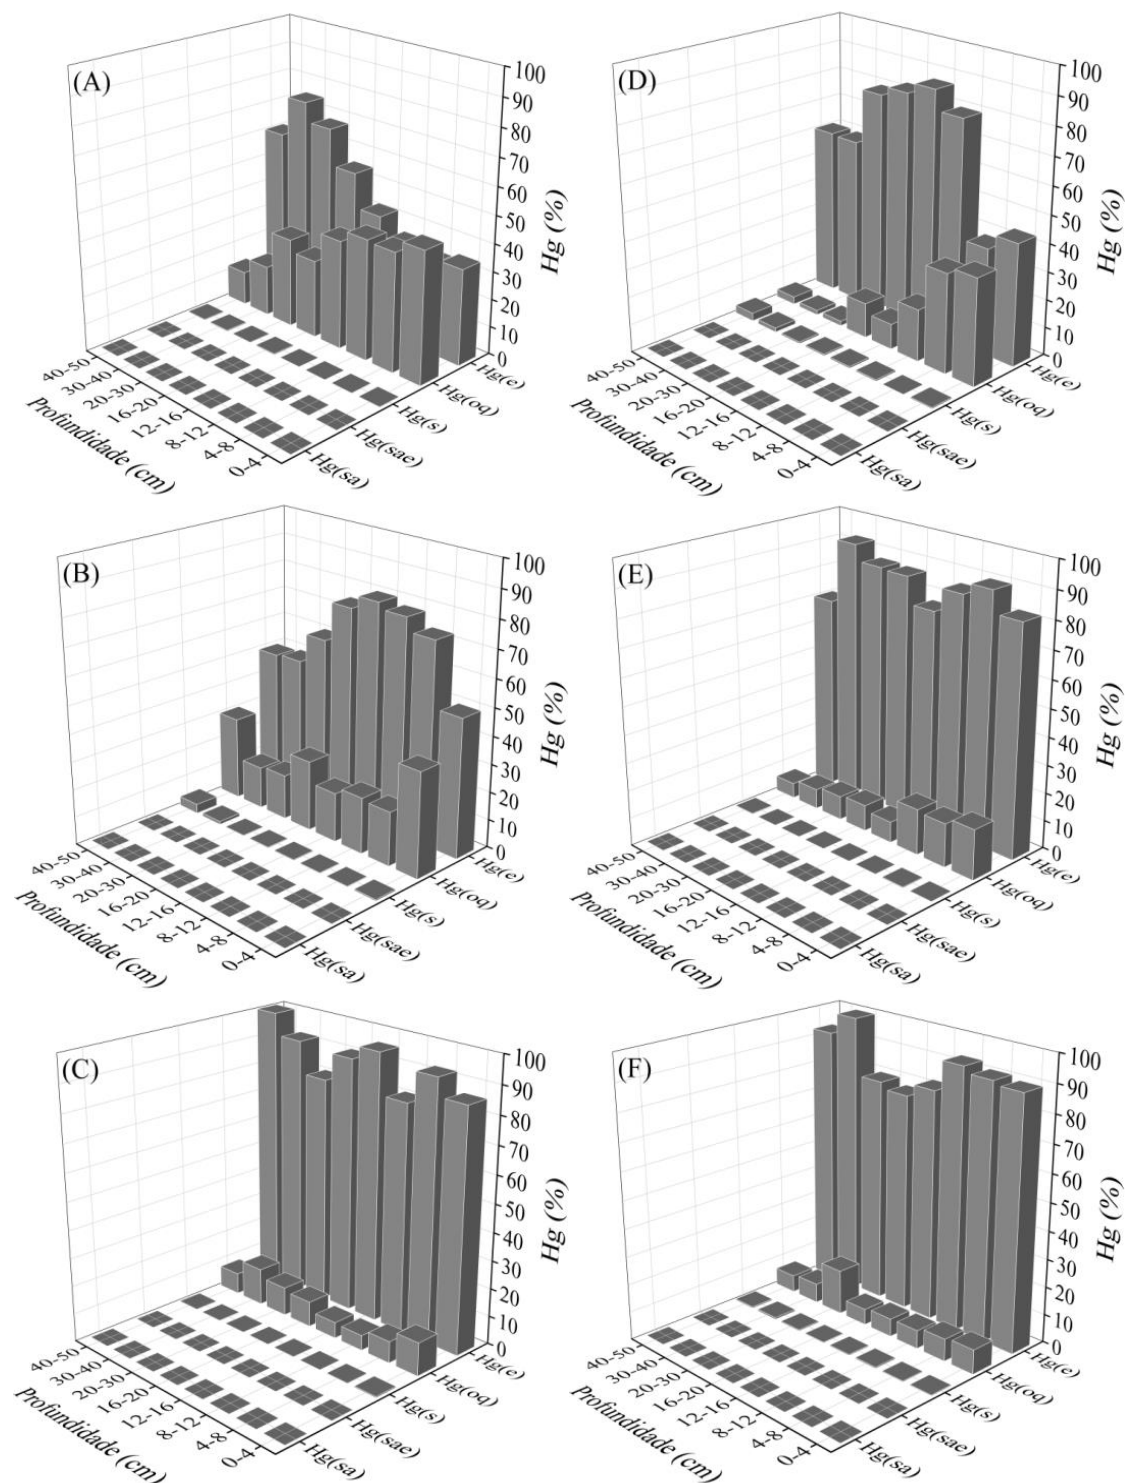 (A)
100
90
80
70
60
50
40
30
20
10
0
Hg (%)
40-50
30-40
20-30
16-20
12-16
8-12
4-8
0-4
Profundidade (cm)
Hg(e)
Hg(oq)
Hg(s)
Hg(sae)
Hg(sa)
(D)
100
90
80
70
60
50
40
30
20
10
0
Hg (%)
40-50
30-40
20-30
16-20
12-16
8-12
4-8
0-4
Profundidade (cm)
Hg(e)
Hg(oq)
Hg(s)
Hg(sae)
Hg(sa)
(B)
100
90
80
70
60
50
40
30
20
10
0
Hg (%)
40-50
30-40
20-30
16-20
12-16
8-12
4-8
0-4
Profundidade (cm)
Hg(e)
Hg(oq)
Hg(s)
Hg(sae)
Hg(sa)
(E)
100
90
80
70
60
50
40
30
20
10
0
Hg (%)
40-50
30-40
20-30
16-20
12-16
8-12
4-8
0-4
Profundidade (cm)
Hg(e)
Hg(oq)
Hg(s)
Hg(sae)
Hg(sa)
(C)
100
90
80
70
60
50
40
30
20
10
0
Hg (%)
40-50
30-40
20-30
16-20
12-16
8-12
4-8
0-4
Profundidade (cm)
Hg(e)
Hg(oq)
Hg(s)
Hg(sae)
Hg(sa)
(F)
100
90
80
70
60
50
40
30
20
10
0
Hg (%)
40-50
30-40
20-30
16-20
12-16
8-12
4-8
0-4
Profundidade (cm)
Hg(e)
Hg(oq)
Hg(s)
Hg(sae)
Hg(sa)